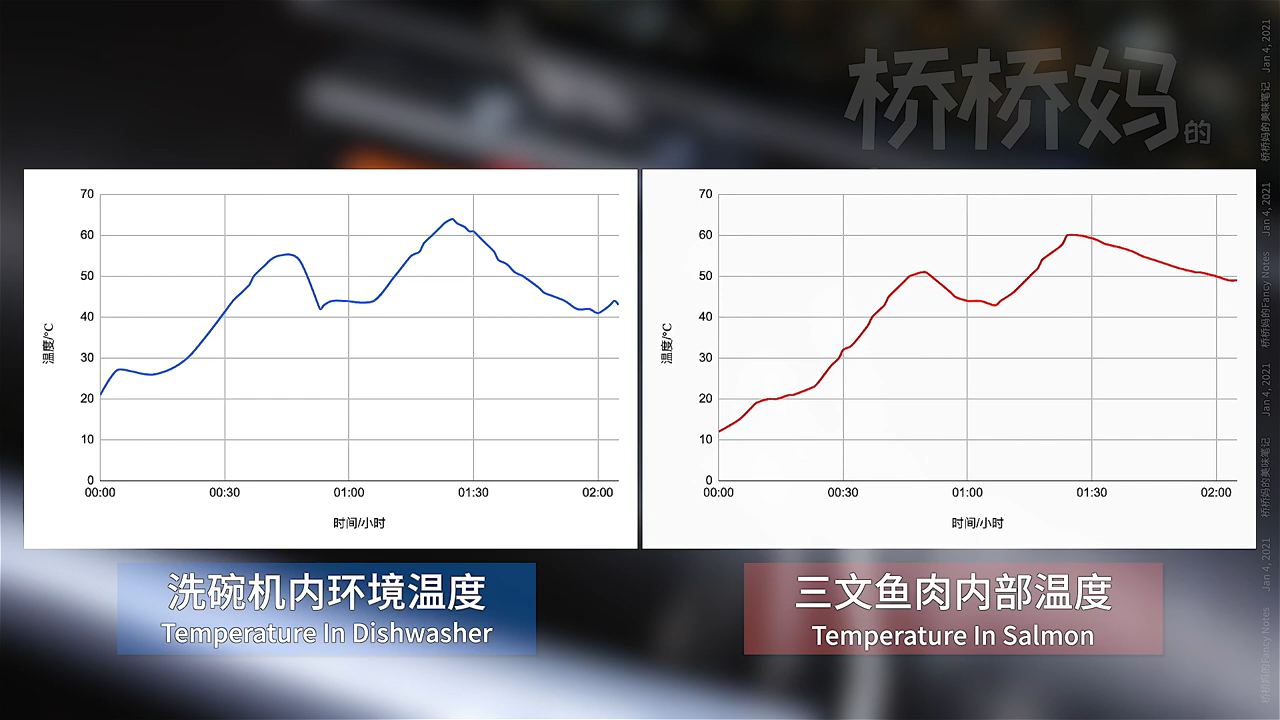 桥桥妈的
70
60
50
40
30
20
10
0
温度/°C
00:00 00:30 01:00 01:30 02:00
时间/小时
70
60
50
40
30
20
10
0
温度/°C
00:00 00:30 01:00 01:30 02:00
时间/小时
洗碗机内环境温度
Temperature In Dishwasher
三文鱼肉内部温度
Temperature In Salmon
桥桥妈的Fancy Notes Jan 4, 2021 桥桥妈的美味笔记 Jan 4, 2021 桥桥妈的Fancy Notes Jan 4, 2021 桥桥妈的美味笔记 Jan 4, 2021